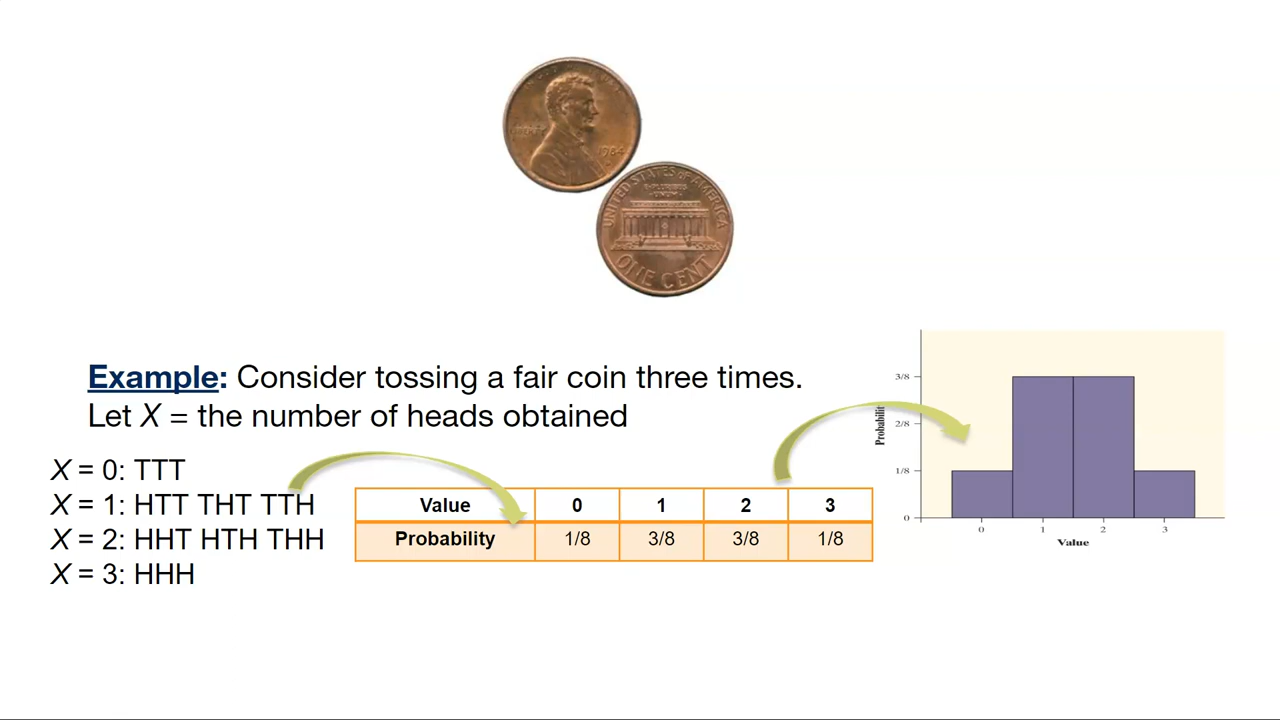 LIBERTY
1964
UNITED STATES OF AMERICA
E·PLURIBUS
UNUM
ONE CENT
Example: Consider tossing a fair coin three times.
Let X = the number of heads obtained
X = 0: TTT
X = 1: HTT THT TTH
X = 2: HHT HTH THH
X = 3: HHH
Value 0 1 2 3
Probability 1/8 3/8 3/8 1/8
3/8
2/8
1/8
0
0 1 2 3
Value